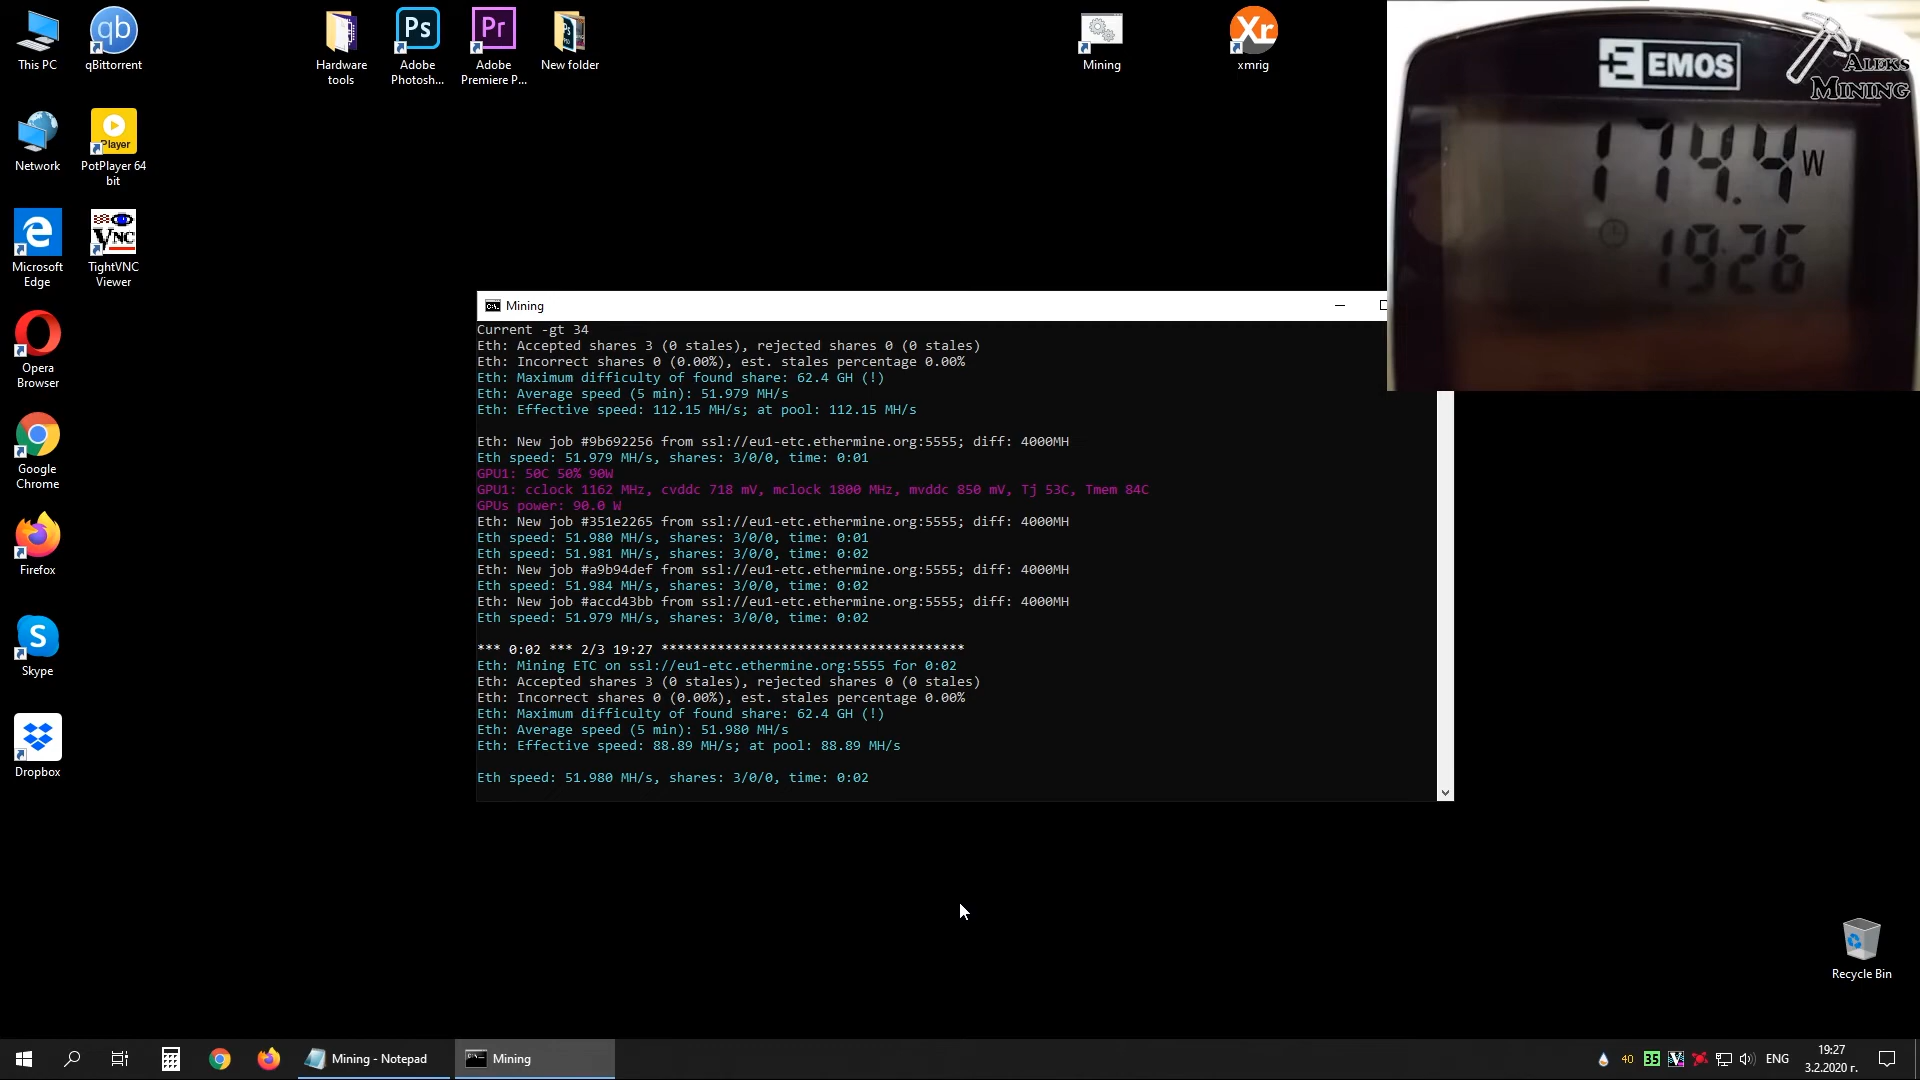 This PC
qBittorrent
Hardware
tools
Adobe
Photosh...
Adobe
Premiere P...
New folder
Mining
xmrig
Network
PotPlayer 64
bit
Microsoft
Edge
TightVNC
Viewer
Opera
Browser
Google
Chrome
Firefox
Skype
Dropbox
Recycle Bin
qb
Ps
Pr
Xr
Player
VNC
EMOS
ALEKS
MINING
174.4 W
19:26
Mining
Current -gt 34
Eth: Accepted shares 3 (0 stales), rejected shares 0 (0 stales)
Eth: Incorrect shares 0 (0.00%), est. stales percentage 0.00%
Eth: Maximum difficulty of found share: 62.4 GH (!)
Eth: Average speed (5 min): 51.979 MH/s
Eth: Effective speed: 112.15 MH/s; at pool: 112.15 MH/s
Eth: New job #9b692256 from ssl://eu1-etc.ethermine.org:5555; diff: 4000MH
Eth speed: 51.979 MH/s, shares: 3/0/0, time: 0:01
GPU1: 50C 50% 90W
GPU1: cclock 1162 MHz, cvddc 718 mV, mclock 1800 MHz, mvddc 850 mV, Tj 53C, Tmem 84C
GPUs power: 90.0 W
Eth: New job #351e2265 from ssl://eu1-etc.ethermine.org:5555; diff: 4000MH
Eth speed: 51.980 MH/s, shares: 3/0/0, time: 0:01
Eth speed: 51.981 MH/s, shares: 3/0/0, time: 0:02
Eth: New job #a9b94def from ssl://eu1-etc.ethermine.org:5555; diff: 4000MH
Eth speed: 51.984 MH/s, shares: 3/0/0, time: 0:02
Eth: New job #accd43bb from ssl://eu1-etc.ethermine.org:5555; diff: 4000MH
Eth speed: 51.979 MH/s, shares: 3/0/0, time: 0:02
*** 0:02 *** 2/3 19:27 **************************************
Eth: Mining ETC on ssl://eu1-etc.ethermine.org:5555 for 0:02
Eth: Accepted shares 3 (0 stales), rejected shares 0 (0 stales)
Eth: Incorrect shares 0 (0.00%), est. stales percentage 0.00%
Eth: Maximum difficulty of found share: 62.4 GH (!)
Eth: Average speed (5 min): 51.980 MH/s
Eth: Effective speed: 88.89 MH/s; at pool: 88.89 MH/s
Eth speed: 51.980 MH/s, shares: 3/0/0, time: 0:02
Mining - Notepad
Mining
40
35
ENG
19:27
3.2.2020 г.